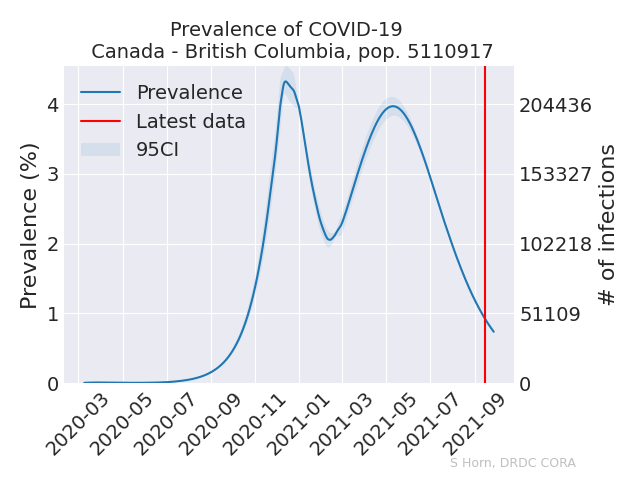 Prevalence of COVID-19
Canada - British Columbia, pop. 5110917
Prevalence
Latest data
95CI
Prevalence (%)
4
3
2
1
0
204436
153327
102218
51109
0
# of infections
2020-03
2020-05
2020-07
2020-09
2020-11
2021-01
2021-03
2021-05
2021-07
2021-09
S Horn, DRDC CORA